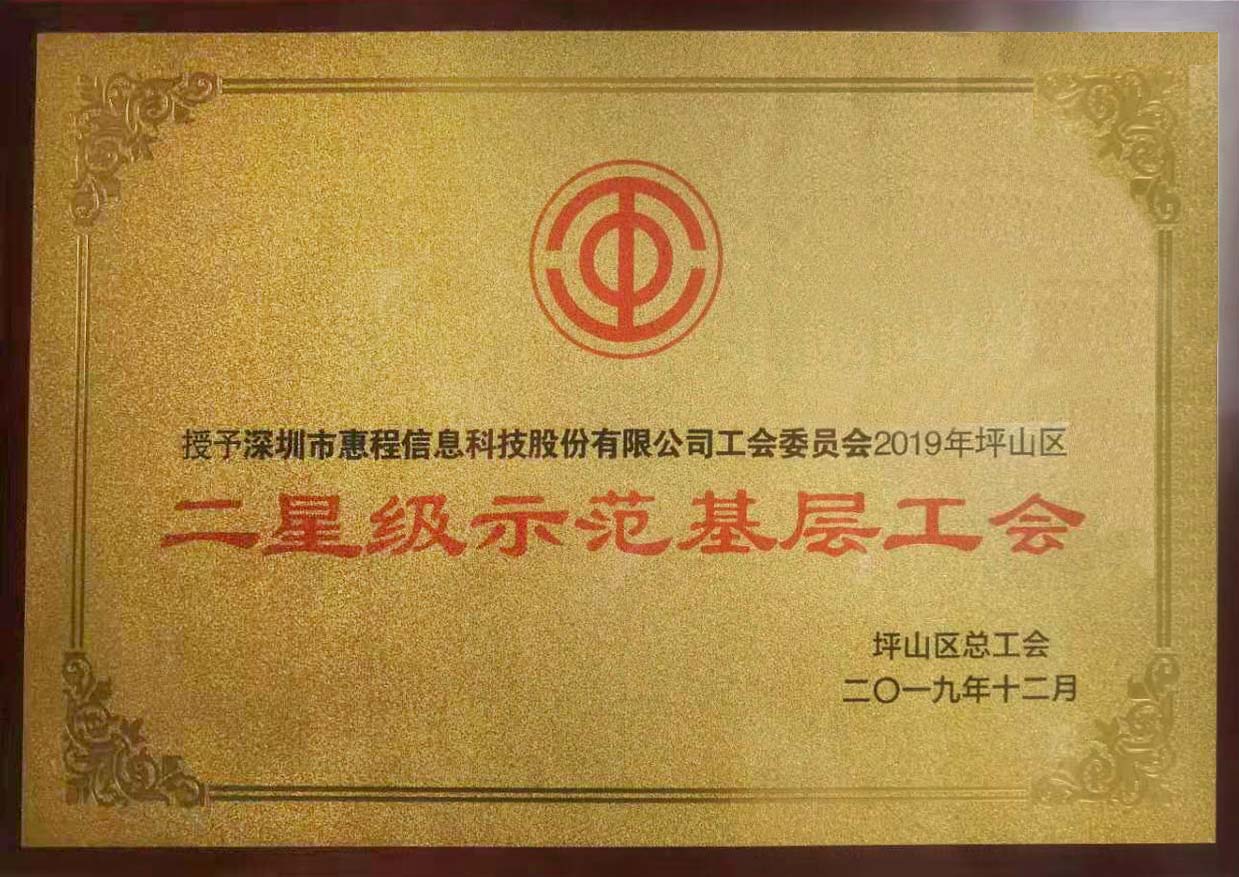 授予深圳市惠程信息科技股份有限公司工会委员会2019年坪山区
二星级示范基层工会
坪山区总工会
二〇一九年十二月